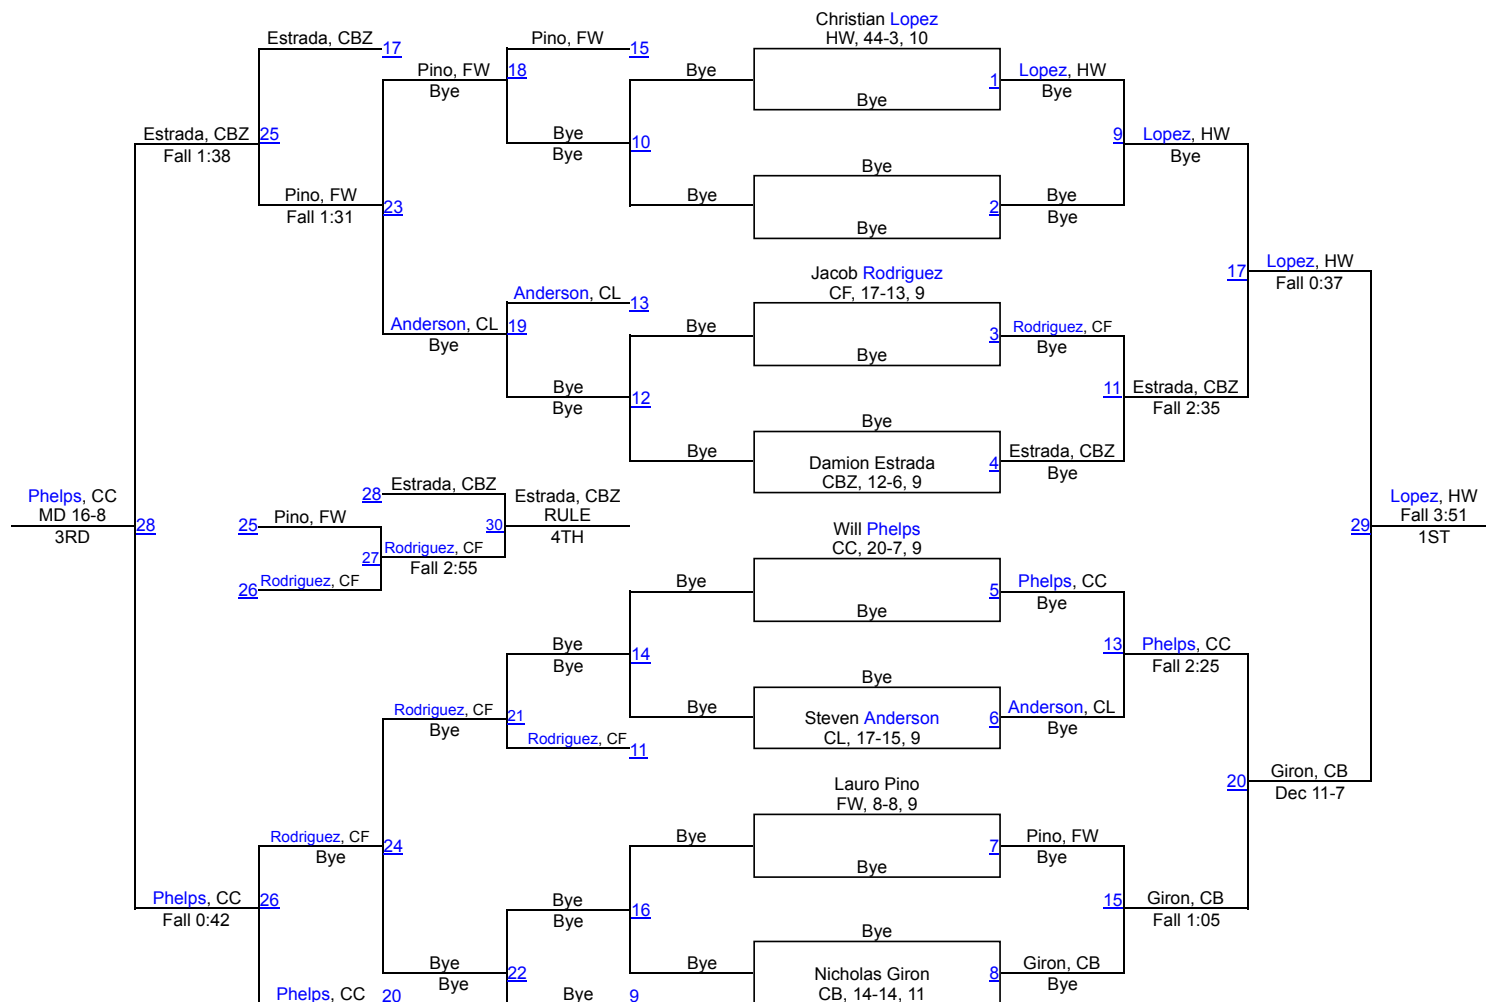 Christian Lopez
HW, 44-3, 10
Estrada, CBZ
17
Pino, FW
15
Pino, FW
18
Bye
Bye
1
Lopez, HW
Bye
Bye
Estrada, CBZ
25
Fall 1:38
Bye
10
Bye
9
Lopez, HW
Bye
Bye
Pino, FW
23
Fall 1:31
Bye
2
Bye
Bye
Bye
Jacob Rodriguez
CF, 17-13, 9
17
Lopez, HW
Fall 0:37
Anderson, CL
13
Anderson, CL
19
Bye
Bye
3
Rodriguez, CF
Bye
Bye
Bye
12
Bye
11
Estrada, CBZ
Fall 2:35
Bye
Bye
Damion Estrada
CBZ, 12-6, 9
4
Estrada, CBZ
Bye
28
Estrada, CBZ
Phelps, CC
MD 16-8
28
3RD
25
Pino, FW
30
Estrada, CBZ
RULE
4TH
27
Rodriguez, CF
Fall 2:55
26
Rodriguez, CF
Will Phelps
CC, 20-7, 9
29
Lopez, HW
Fall 3:51
1ST
Bye
Bye
5
Phelps, CC
Bye
Bye
14
Bye
13
Phelps, CC
Fall 2:25
Bye
Rodriguez, CF
21
Bye
Bye
Steven Anderson
CL, 17-15, 9
6
Anderson, CL
Bye
Rodriguez, CF
11
Lauro Pino
FW, 8-8, 9
20
Giron, CB
Dec 11-7
Rodriguez, CF
24
Bye
Bye
Bye
7
Pino, FW
Bye
Phelps, CC
26
Fall 0:42
Bye
16
Bye
15
Giron, CB
Fall 1:05
Bye
Bye
22
Bye
Bye
Nicholas Giron
CB, 14-14, 11
8
Giron, CB
Bye
Phelps, CC
20
Bye
9